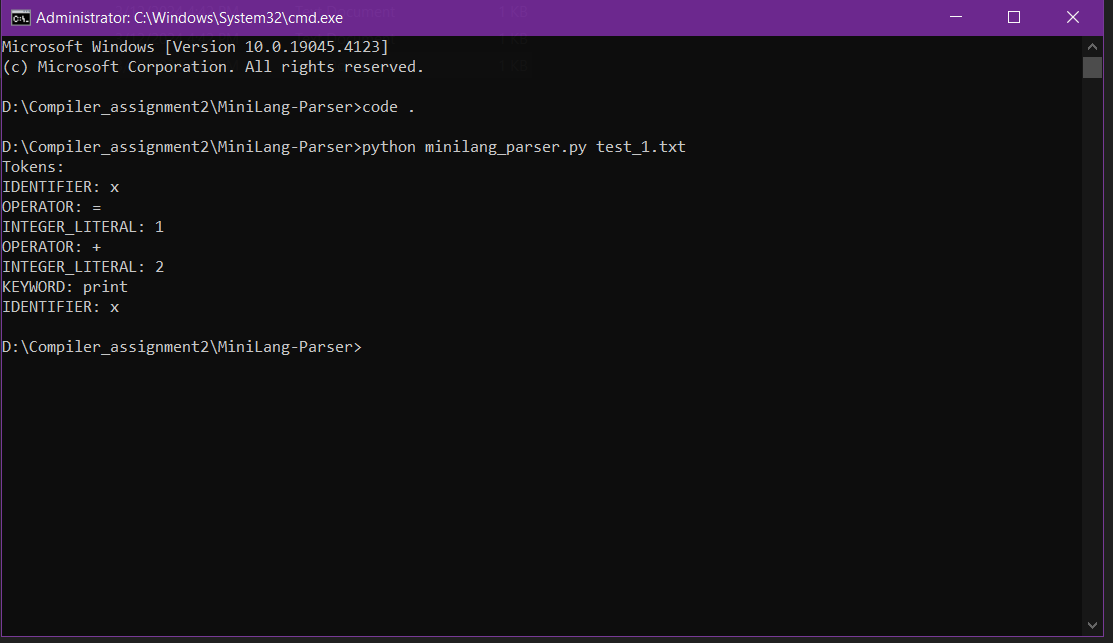 Administrator: C:\Windows\System32\cmd.exe
Microsoft Windows [Version 10.0.19045.4123]
(c) Microsoft Corporation. All rights reserved.
D:\Compiler_assignment2\MiniLang-Parser>code .
D:\Compiler_assignment2\MiniLang-Parser>python minilang_parser.py test_1.txt
Tokens:
IDENTIFIER: x
OPERATOR: =
INTEGER_LITERAL: 1
OPERATOR: +
INTEGER_LITERAL: 2
KEYWORD: print
IDENTIFIER: x
D:\Compiler_assignment2\MiniLang-Parser>